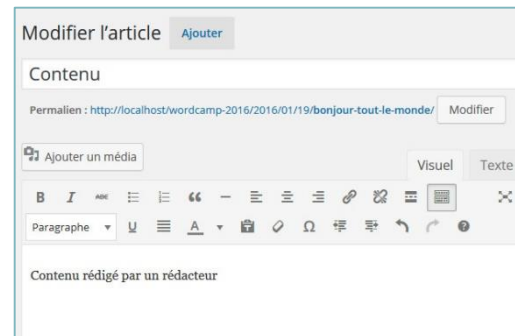 Modifier l’article Ajouter
Contenu
Permalien : http://localhost/wordcamp-2016/2016/01/19/bonjour-tout-le-monde/ Modifier
Ajouter un média
Visuel Texte
B I ABC “ —
Paragraphe U A Ω ?
Contenu rédigé par un rédacteur